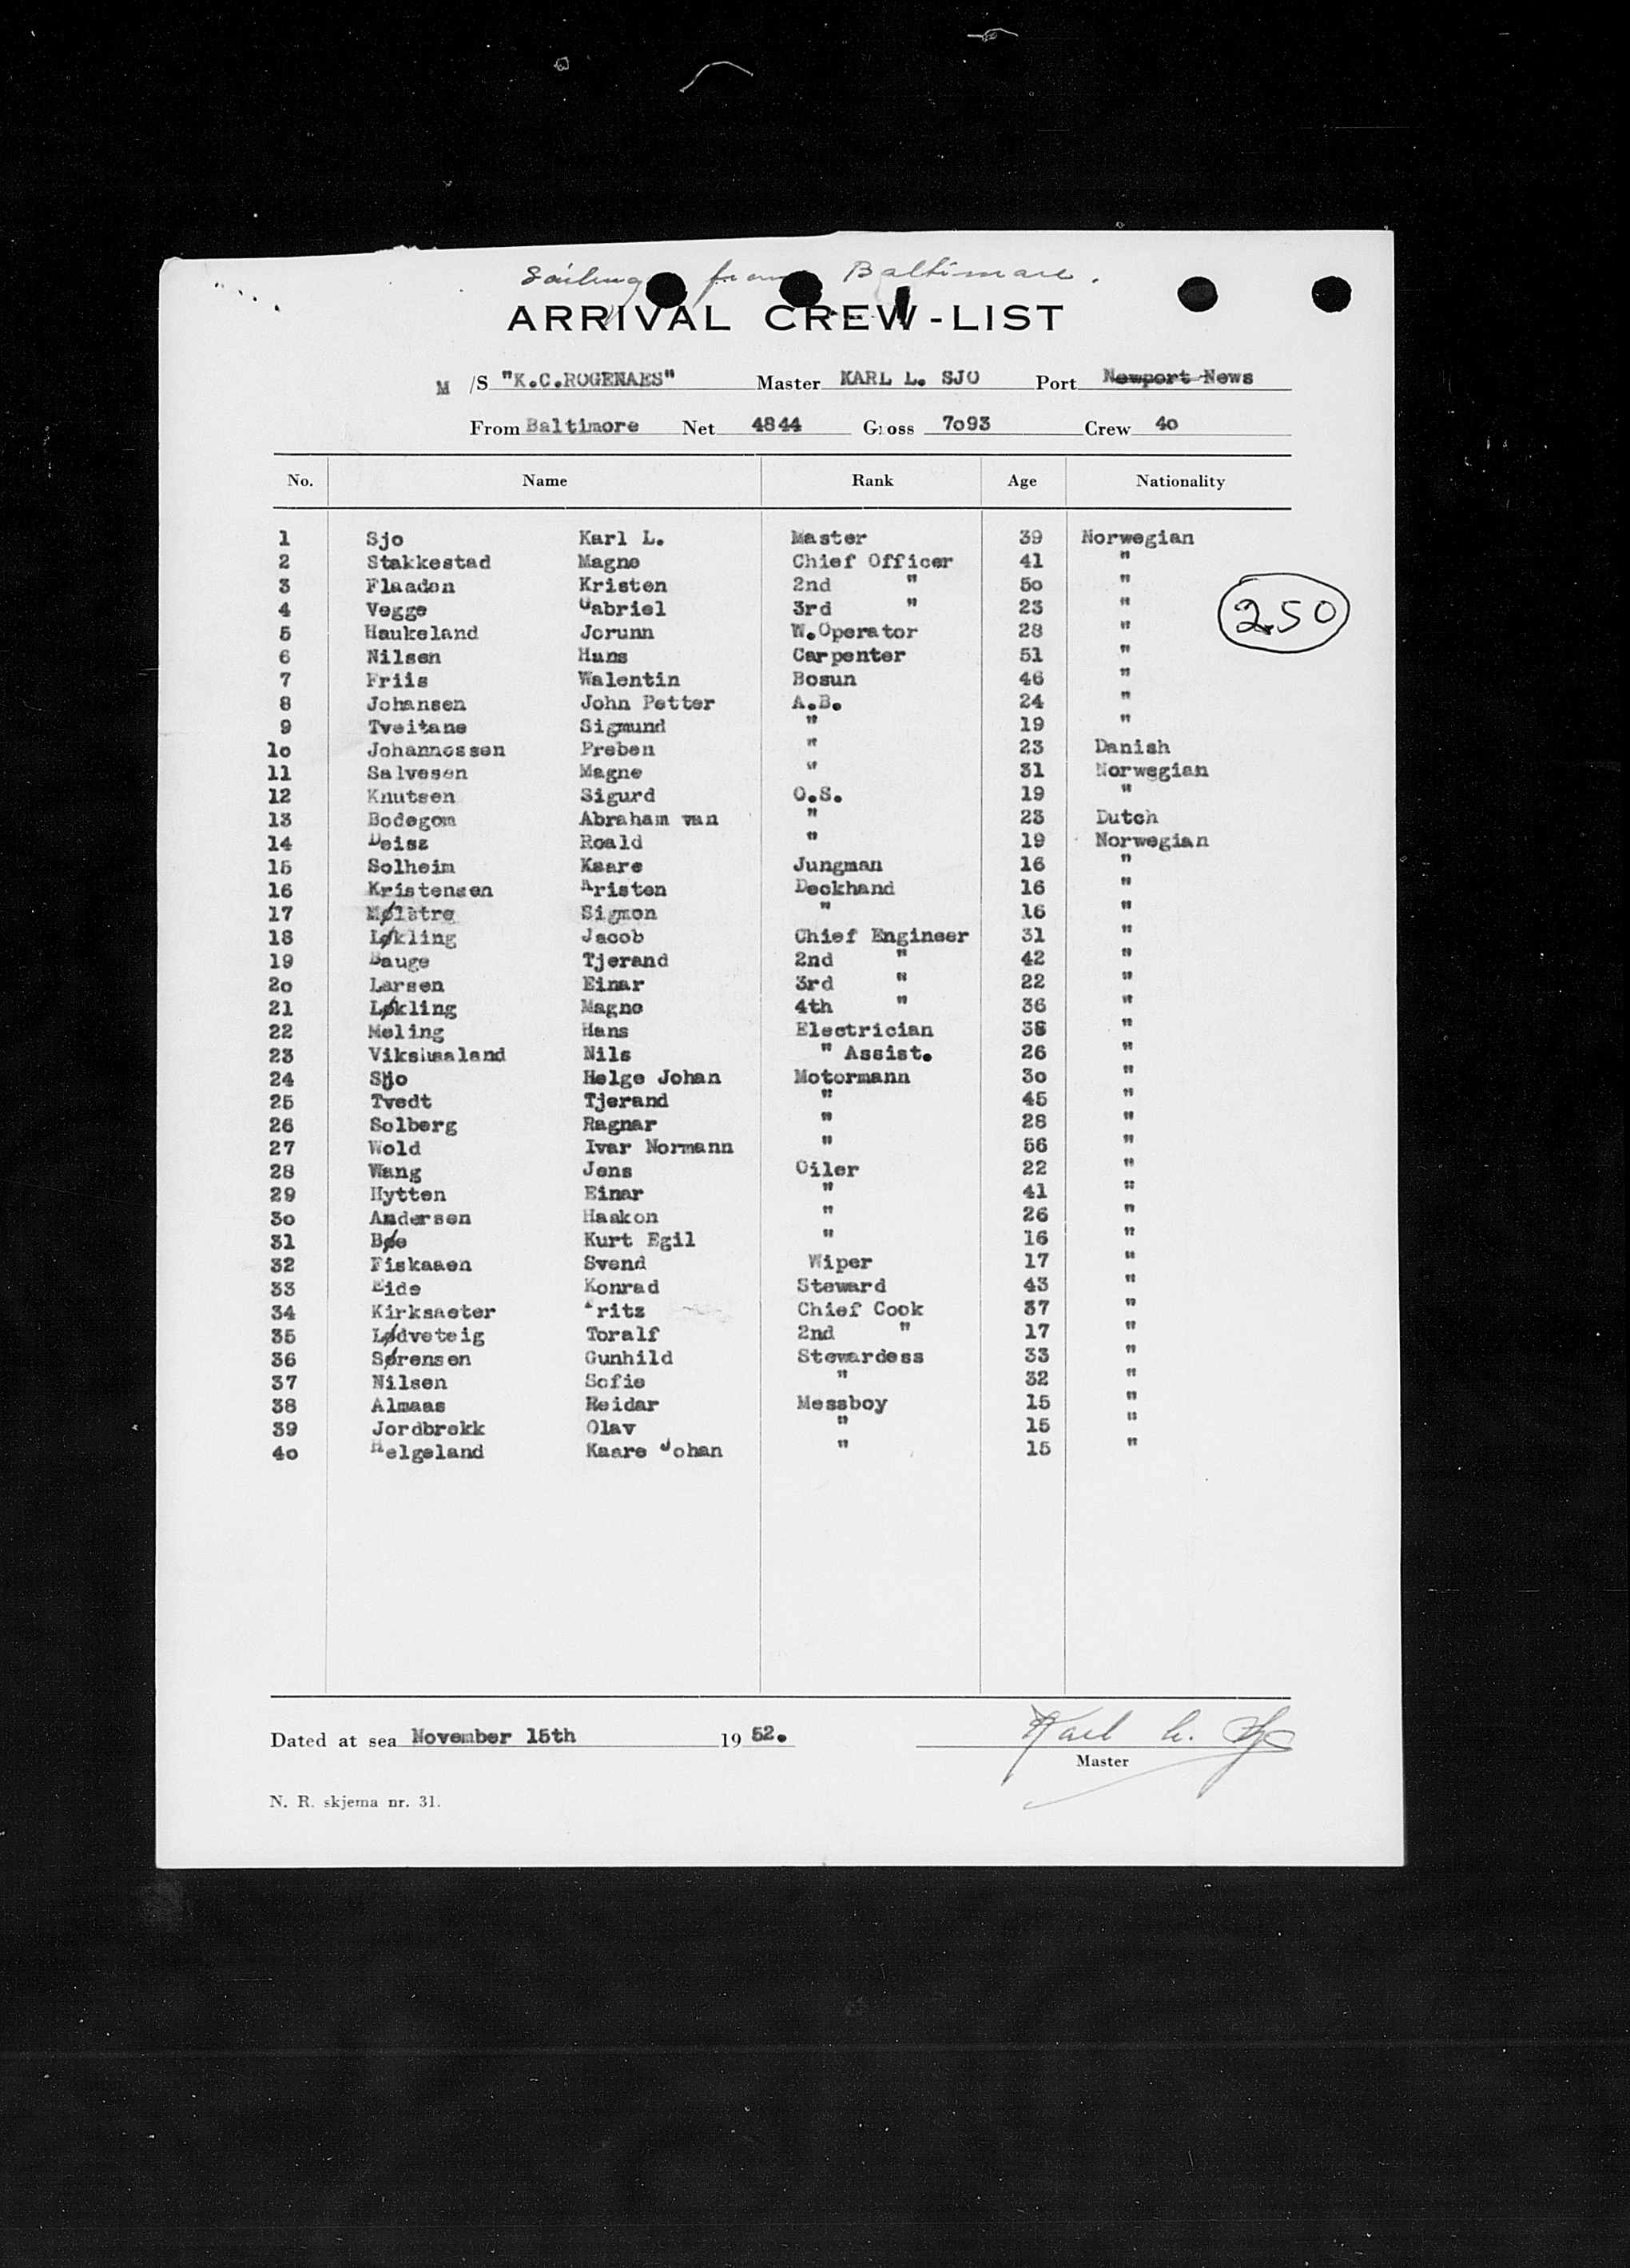 Sailing from Baltimore.
ARRIVAL CREW-LIST
M /S "K.C.ROGENAES" Master KARL L. SJO Port Newport News
From Baltimore Net 4844 Gross 7o93 Crew 4o
No. Name Rank Age Nationality
1 Sjo Karl L. Master 39 Norwegian
2 Stakkestad Magne Chief Officer 41 "
3 Flaaden Kristen 2nd " 5o "
4 Vegge Gabriel 3rd " 23 "
250
5 Haukeland Jorunn W.Operator 28 "
6 Nilsen Hans Carpenter 51 "
7 Friis Walentin Bosun 46 "
8 Johansen John Petter A.B. 24 "
9 Tveitane Sigmund " 19 "
1o Johannessen Preben " 23 Danish
11 Salvesen Magne " 31 Norwegian
12 Knutsen Sigurd O.S. 19 "
13 Bodegom Abraham van " 23 Dutch
14 Deisz Roald " 19 Norwegian
15 Solheim Kaare Jungman 16 "
16 Kristensen Kristen Deckhand 16 "
17 Mølstre Sigmon " 16 "
18 Løkling Jacob Chief Engineer 31 "
19 Bauge Tjerand 2nd " 42 "
2o Larsen Einar 3rd " 22 "
21 Løkling Magne 4th " 36 "
22 Meling Hans Electrician 38 "
23 Vikshaaland Nils " Assist. 26 "
24 Sjo Helge Johan Motormann 3o "
25 Tvedt Tjerand " 45 "
26 Solberg Ragnar " 28 "
27 Wold Ivar Normann " 56 "
28 Wang Jens Oiler 22 "
29 Hytten Einar " 41 "
3o Andersen Haakon " 26 "
31 Bøe Kurt Egil " 16 "
32 Fiskaaen Svend Wiper 17 "
33 Eide Konrad Steward 43 "
34 Kirksaeter Fritz Chief Cook 37 "
35 Lødveteig Toralf 2nd " 17 "
36 Sørensen Gunhild Stewardess 33 "
37 Nilsen Sofie " 32 "
38 Almaas Reidar Messboy 15 "
39 Jordbrekk Olav " 15 "
4o Helgeland Kaare Johan " 15 "
Dated at sea November 15th 19 52.
Karl L. Sjo
Master
N. R. skjema nr. 31.